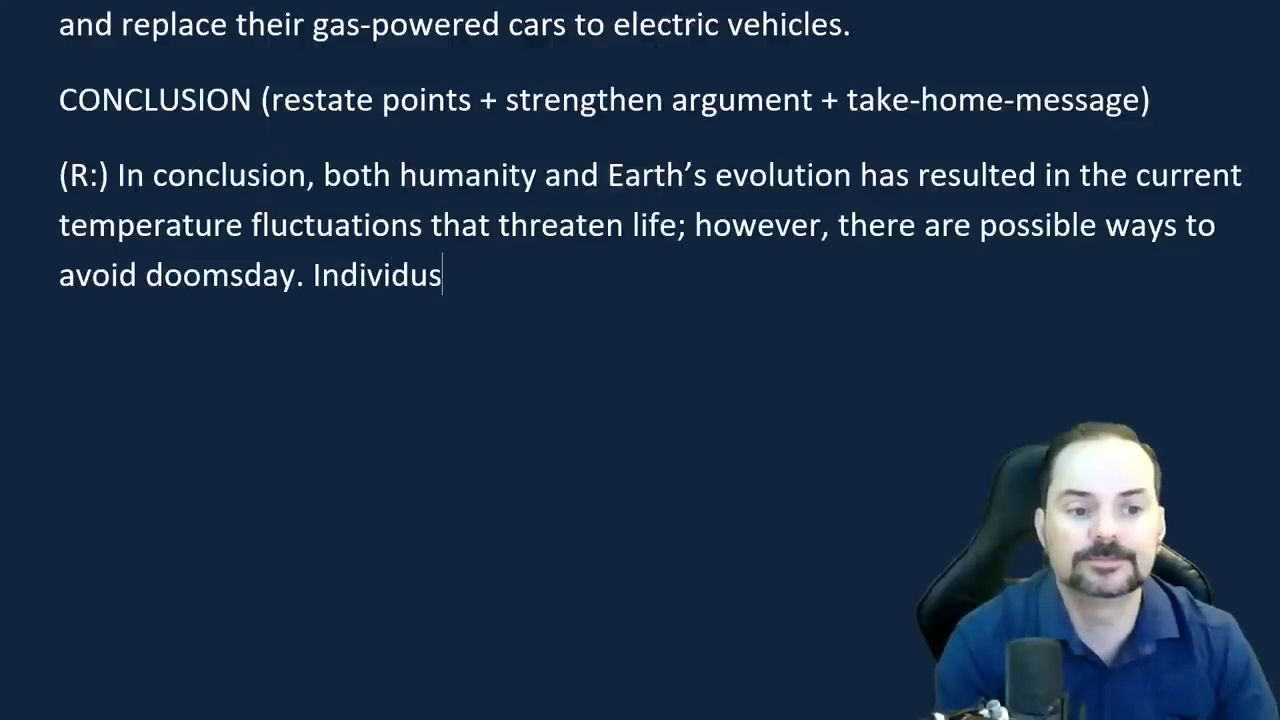 and replace their gas-powered cars to electric vehicles.
CONCLUSION (restate points + strengthen argument + take-home-message)
(R:) In conclusion, both humanity and Earth’s evolution has resulted in the current
temperature fluctuations that threaten life; however, there are possible ways to
avoid doomsday. Individus